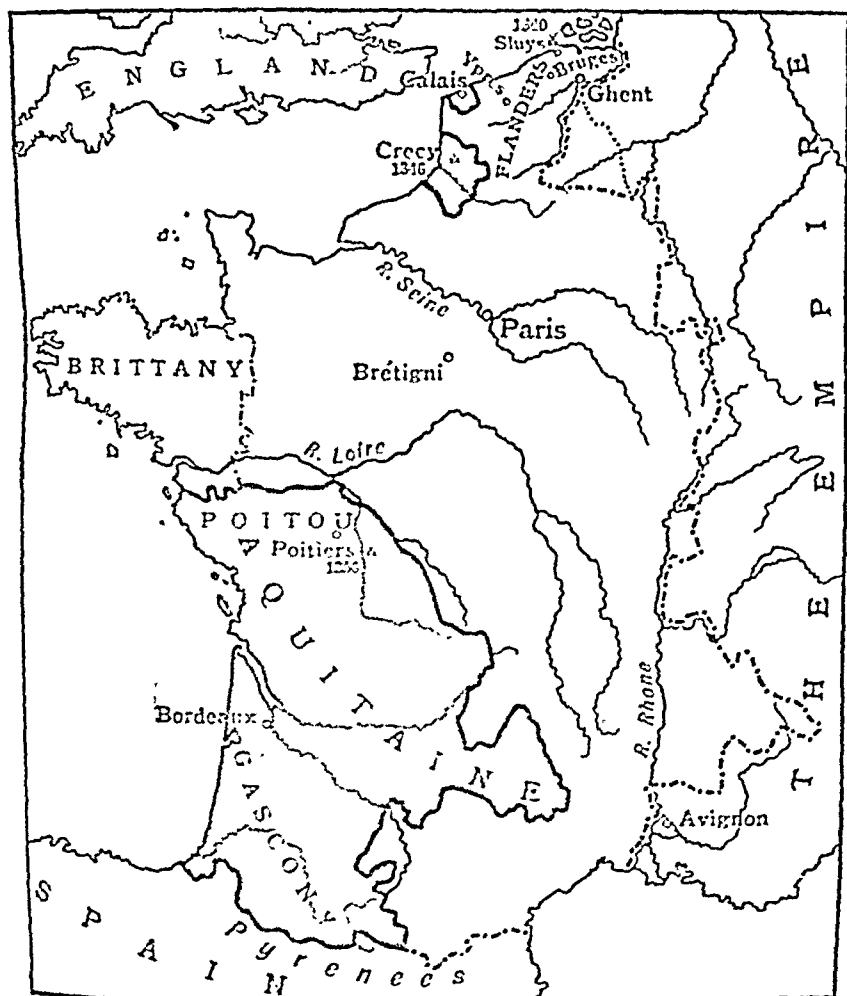 1340
Sluys
ENGLAND
Calais
Ypres
Bruges
FLANDERS
Ghent
Crecy
1346
R. Seine
Paris
BRITTANY
Brétigni
R. Loire
POITOU
Poitiers
AQUITAINE
Bordeaux
GASCONY
R. Rhone
Avignon
THE EMPIRE
SPAIN
Pyrenees